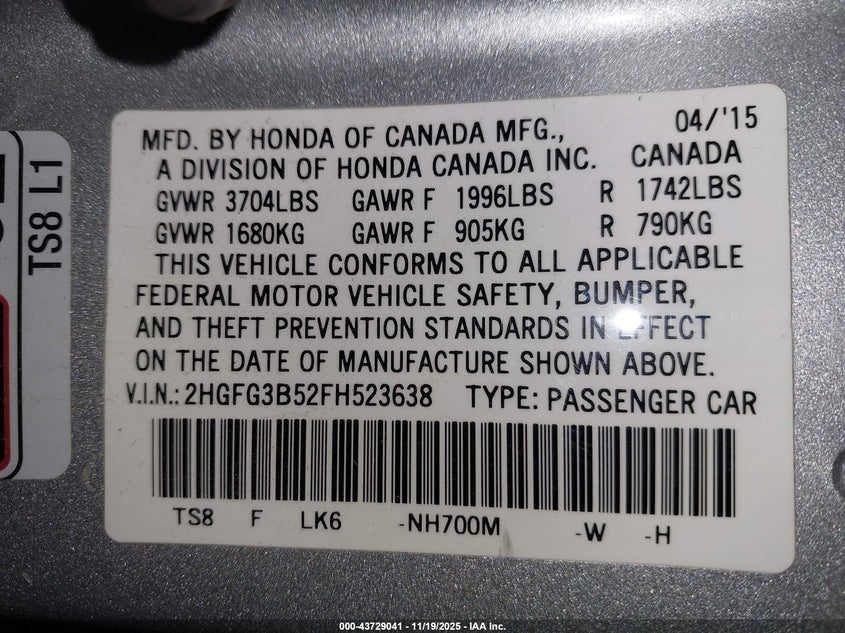 MFD. BY HONDA OF CANADA MFG., 04/'15
A DIVISION OF HONDA CANADA INC. CANADA
GVWR 3704LBS GAWR F 1996LBS R 1742LBS
GVWR 1680KG GAWR F 905KG R 790KG
THIS VEHICLE CONFORMS TO ALL APPLICABLE
FEDERAL MOTOR VEHICLE SAFETY, BUMPER,
AND THEFT PREVENTION STANDARDS IN EFFECT
ON THE DATE OF MANUFACTURE SHOWN ABOVE.
V.I.N.: 2HGFG3B52FH523638 TYPE: PASSENGER CAR
TS8 F LK6 -NH700M -W -H
TS8 L1
000-43729041 - 11/19/2025 - IAA Inc.